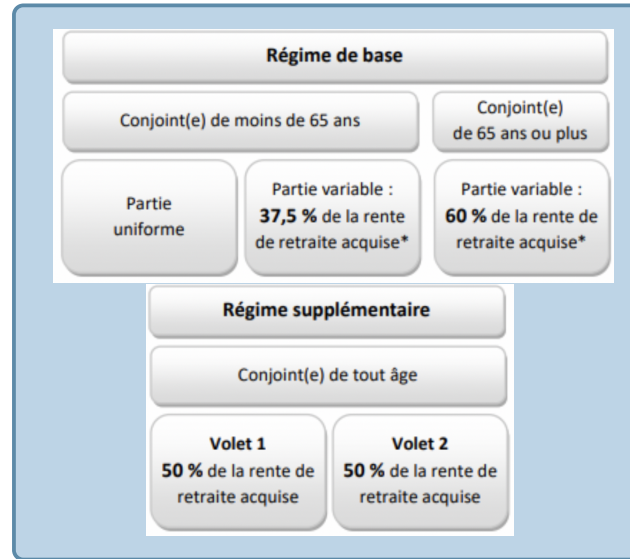 Régime de base
Conjoint(e) de moins de 65 ans
Conjoint(e)
de 65 ans ou plus
Partie
uniforme
Partie variable :
37,5 % de la rente
de retraite acquise*
Partie variable :
60 % de la rente de
retraite acquise*
Régime supplémentaire
Conjoint(e) de tout âge
Volet 1
50 % de la rente de
retraite acquise
Volet 2
50 % de la rente de
retraite acquise